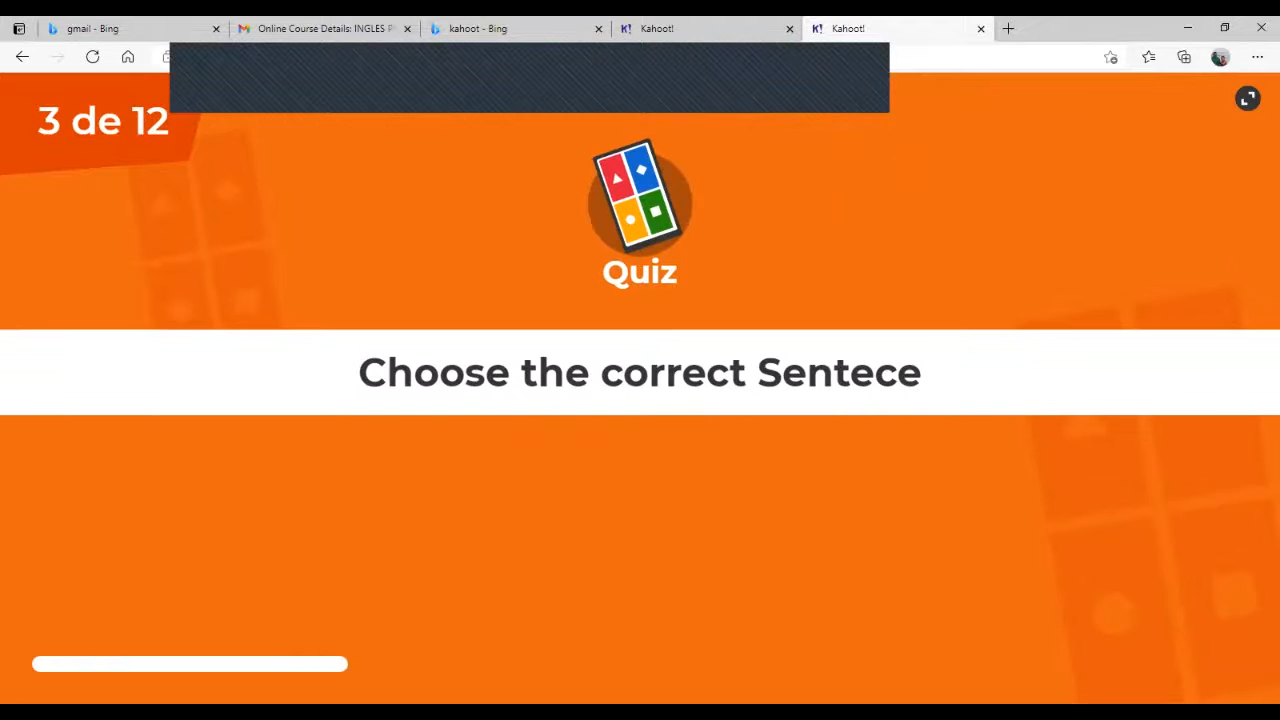 gmail - Bing
Online Course Details: INGLES P
kahoot - Bing
K! Kahoot!
K! Kahoot!
3 de 12
Quiz
Choose the correct Sentece